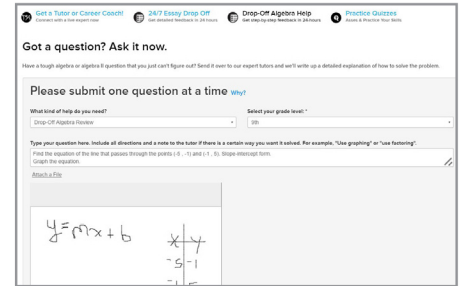 Get a Tutor or Career Coach!
Connect with a live expert now.
24/7 Essay Drop Off
Get detailed feedback in 24 hours
Drop-Off Algebra Help
Get step-by-step feedback in 24 hours
Practice Quizzes
Assess & Practice Your Skills
Got a question? Ask it now.
Have a tough algebra or algebra II question that you just can't figure out? Send it over to our expert tutors and we'll write up a detailed explanation of how to solve the problem.
Please submit one question at a time Why?
What kind of help do you need?
Select your grade level: *
Drop-Off Algebra Review
9th
Type your question here. Include all directions and a note to the tutor if there is a certain way you want it solved. For example, "Use graphing" or "use factoring".
Find the equation of the line that passes through the points (-5 , -1) and (-1 , 5). Slope-intercept form.
Graph the equation.
Attach a File
y=mx+b
x y
-5 -1